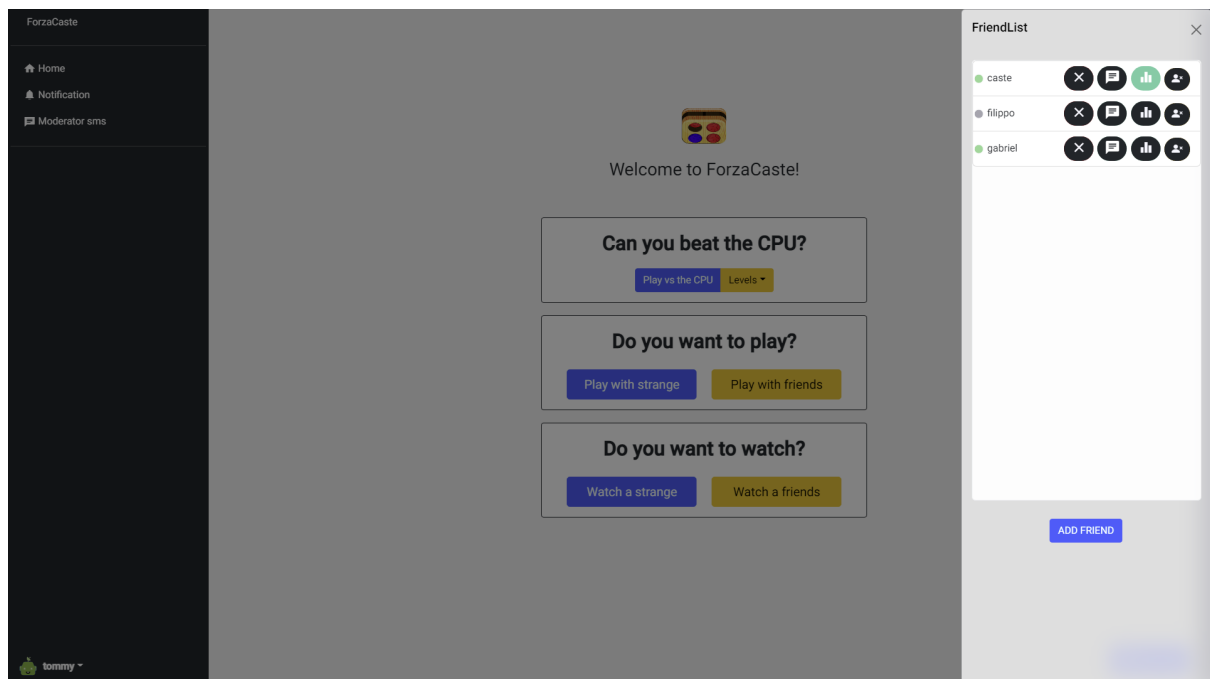 ForzaCaste
Home
Notification
Moderator sms
tommy
Welcome to ForzaCaste!
Can you beat the CPU?
Play vs the CPU Levels
Do you want to play?
Play with strange Play with friends
Do you want to watch?
Watch a strange Watch a friends
FriendList
caste
filippo
gabriel
ADD FRIEND